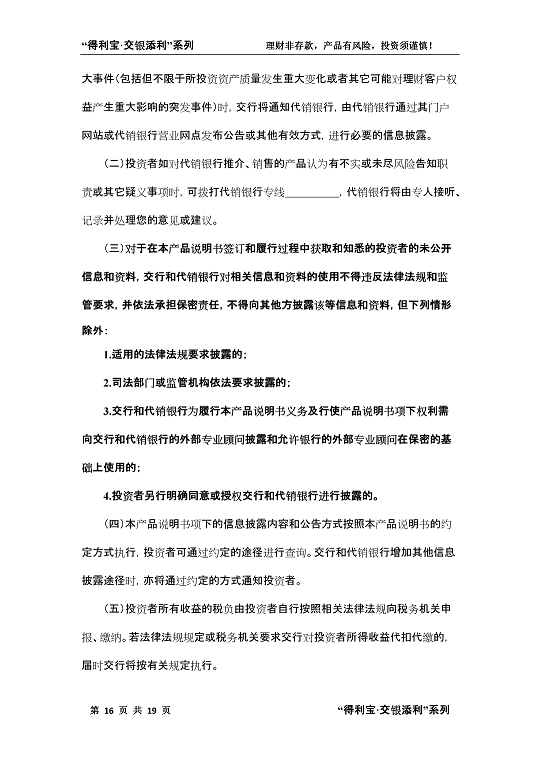 “得利宝·交银添利”系列 理财非存款，产品有风险，投资须谨慎！
大事件（包括但不限于所投资资产质量发生重大变化或者其它可能对理财客户权
益产生重大影响的突发事件）时，交行将通知代销银行，由代销银行通过其门户
网站或代销银行营业网点发布公告或其他有效方式，进行必要的信息披露。
（二）投资者如对代销银行推介、销售的产品认为有不实或未尽风险告知职
责或其它疑义事项时，可拨打代销银行专线__________，代销银行将由专人接听、
记录并处理您的意见或建议。
（三）对于在本产品说明书签订和履行过程中获取和知悉的投资者的未公开
信息和资料，交行和代销银行对相关信息和资料的使用不得违反法律法规和监
管要求，并依法承担保密责任，不得向其他方披露该等信息和资料，但下列情形
除外：
1.适用的法律法规要求披露的；
2.司法部门或监管机构依法要求披露的；
3.交行和代销银行为履行本产品说明书义务及行使产品说明书项下权利需
向交行和代销银行的外部专业顾问披露和允许银行的外部专业顾问在保密的基
础上使用的；
4.投资者另行明确同意或授权交行和代销银行进行披露的。
（四）本产品说明书项下的信息披露内容和公告方式按照本产品说明书的约
定方式执行，投资者可通过约定的途径进行查询。交行和代销银行增加其他信息
披露途径时，亦将通过约定的方式通知投资者。
（五）投资者所有收益的税负由投资者自行按照相关法律法规向税务机关申
报、缴纳。若法律法规规定或税务机关要求交行对投资者所得收益代扣代缴的，
届时交行将按有关规定执行。
第 16 页 共 19 页 “得利宝·交银添利”系列